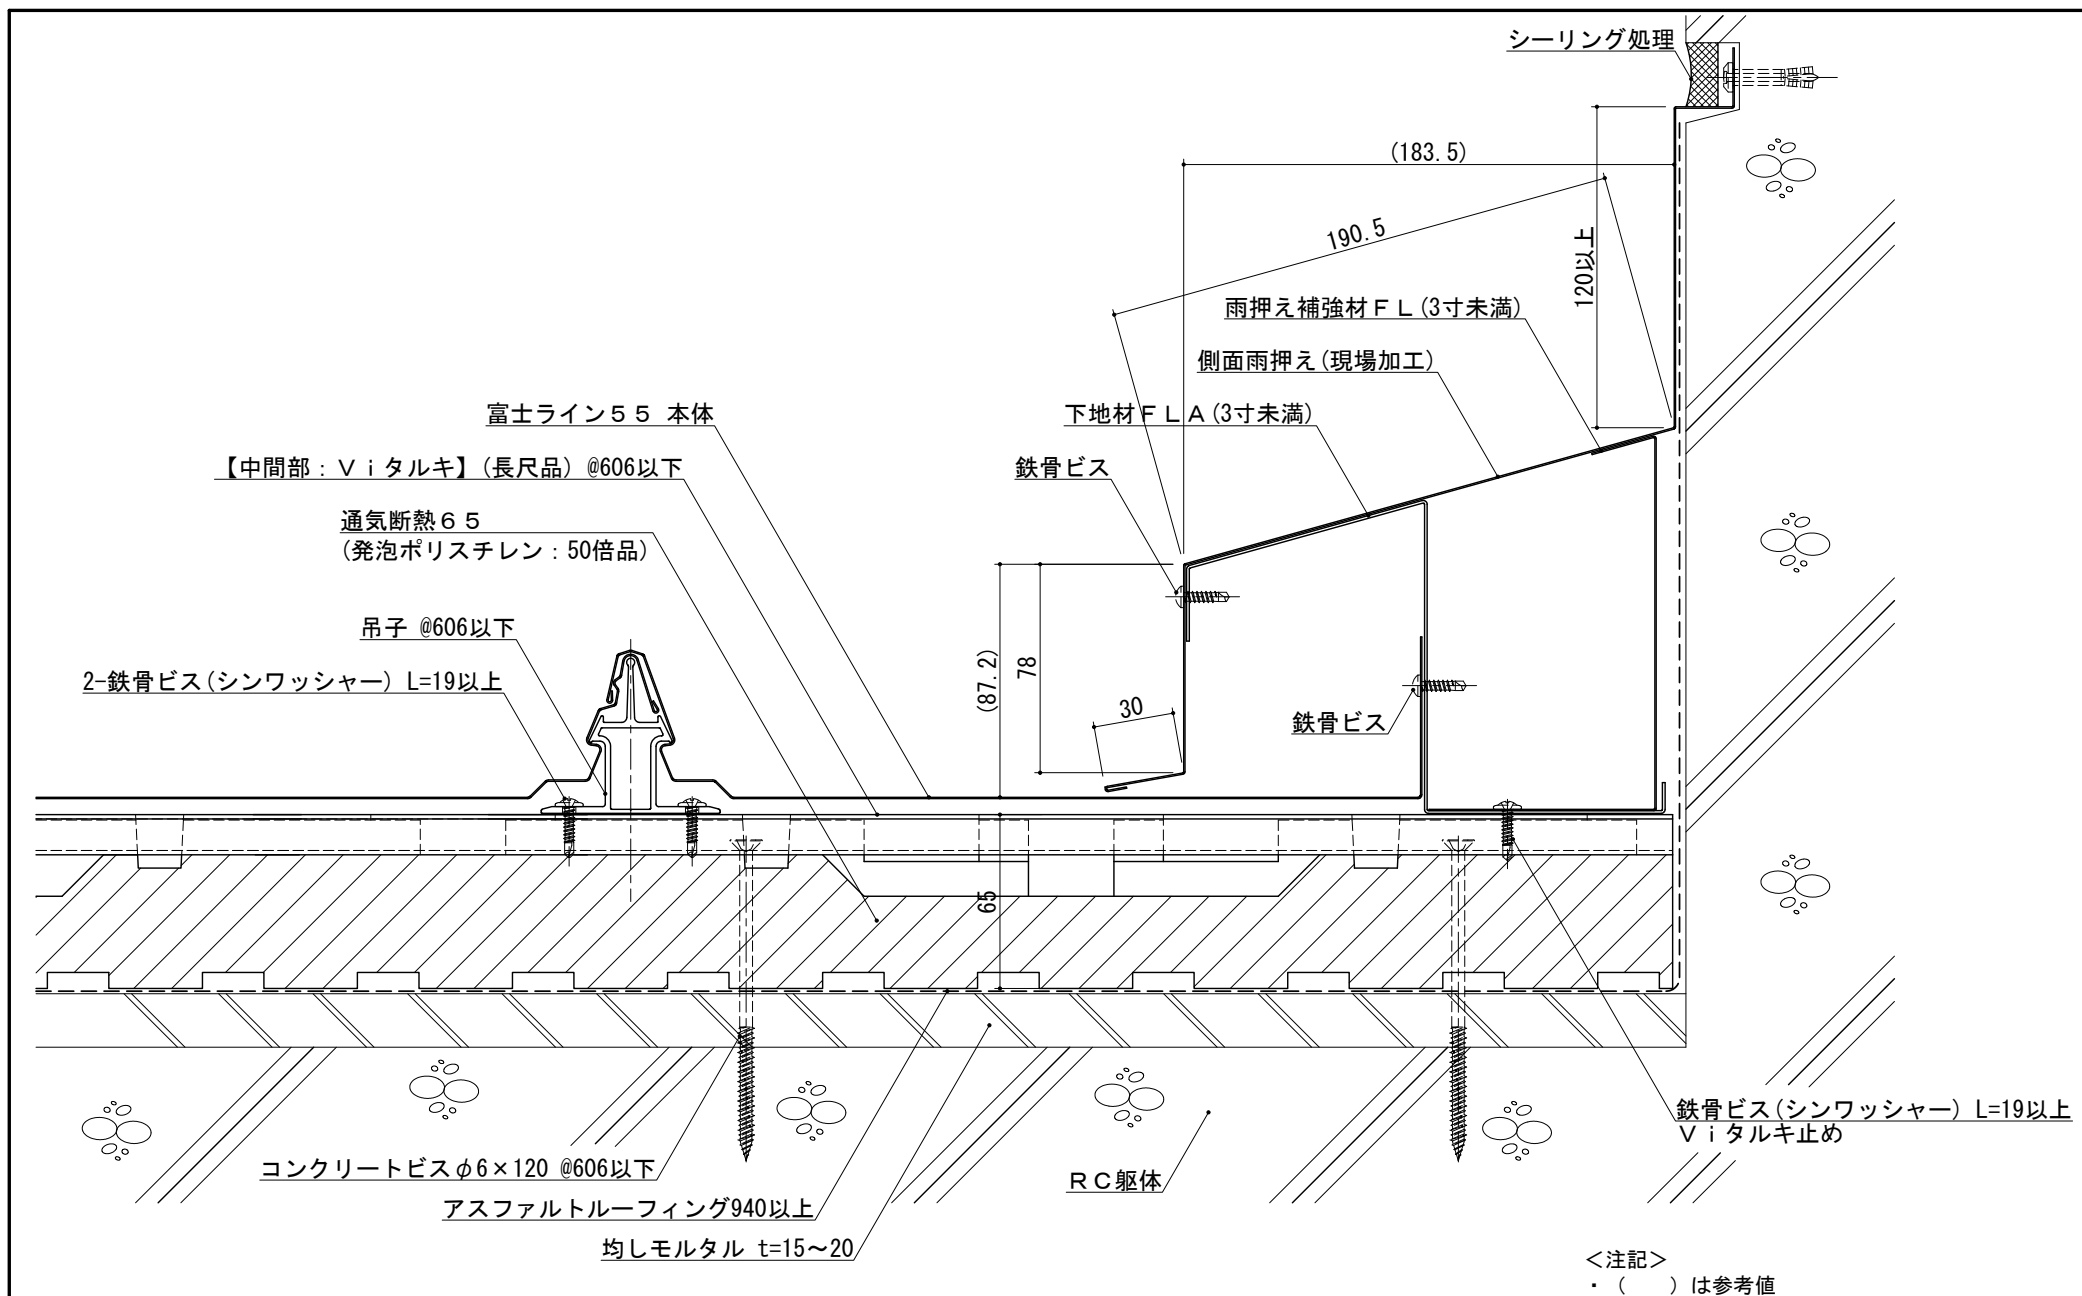 シーリング処理
(183.5)
190.5
120以上
雨押え補強材FL(3寸未満)
側面雨押え(現場加工)
下地材FLA(3寸未満)
富士ライン55 本体
鉄骨ビス
【中間部:Viタルキ】(長尺品) @606以下
通気断熱65
(発泡ポリスチレン:50倍品)
吊子 @606以下
2-鉄骨ビス(シンワッシャー) L=19以上
(87.2)
78
30
鉄骨ビス
65
鉄骨ビス(シンワッシャー) L=19以上
Viタルキ止め
コンクリートビスφ6×120 @606以下
RC躯体
アスファルトルーフィング940以上
均しモルタル t=15~20
<注記>
・( )は参考値